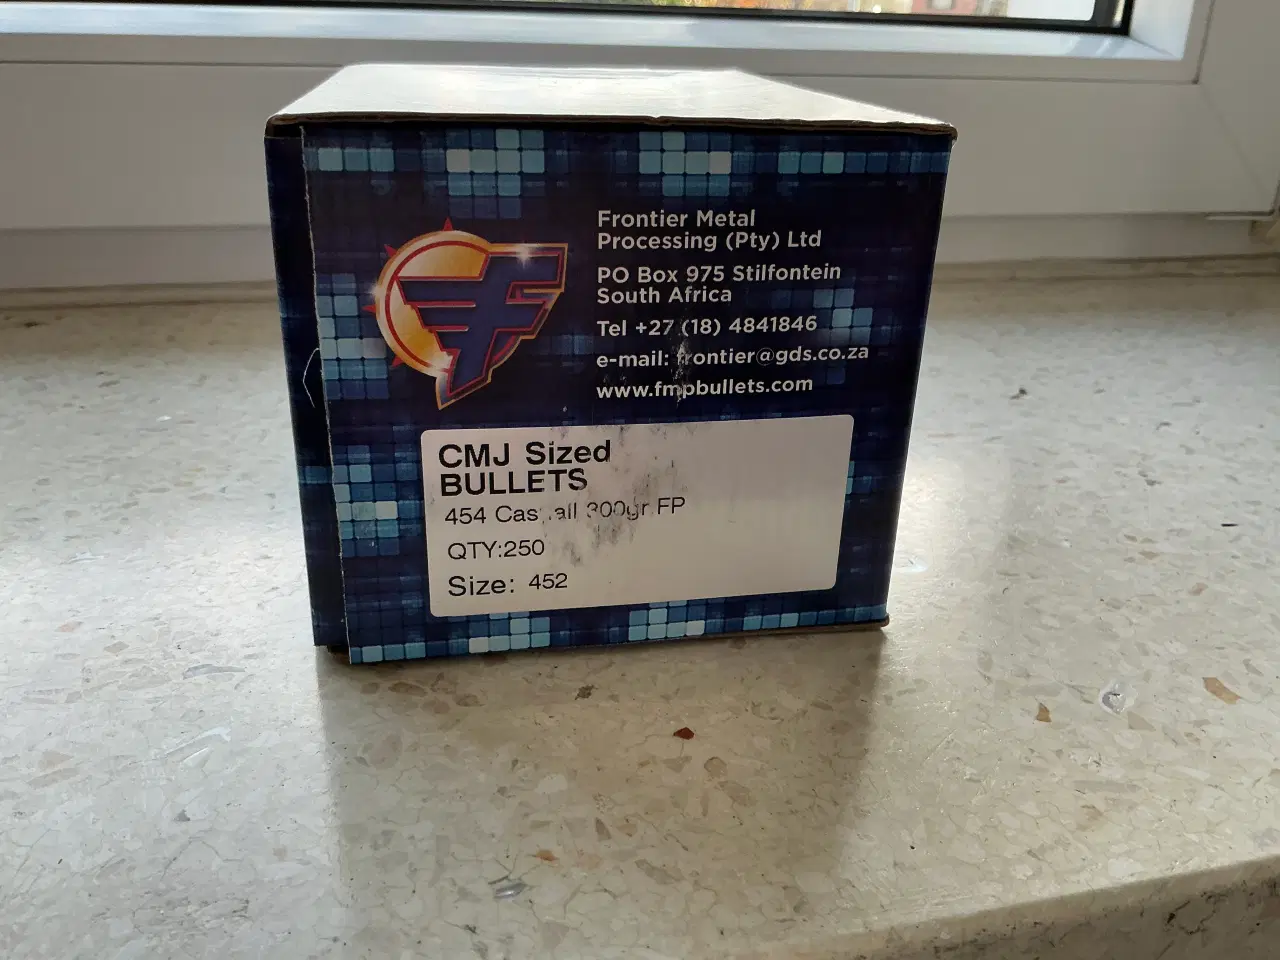 Frontier Metal
Processing (Pty) Ltd
PO Box 975 Stilfontein
South Africa
Tel +27 (18) 4841846
e-mail: frontier@gds.co.za
www.fmpbullets.com
CMJ Sized
BULLETS
454 300gr FP
QTY:250
Size: 452